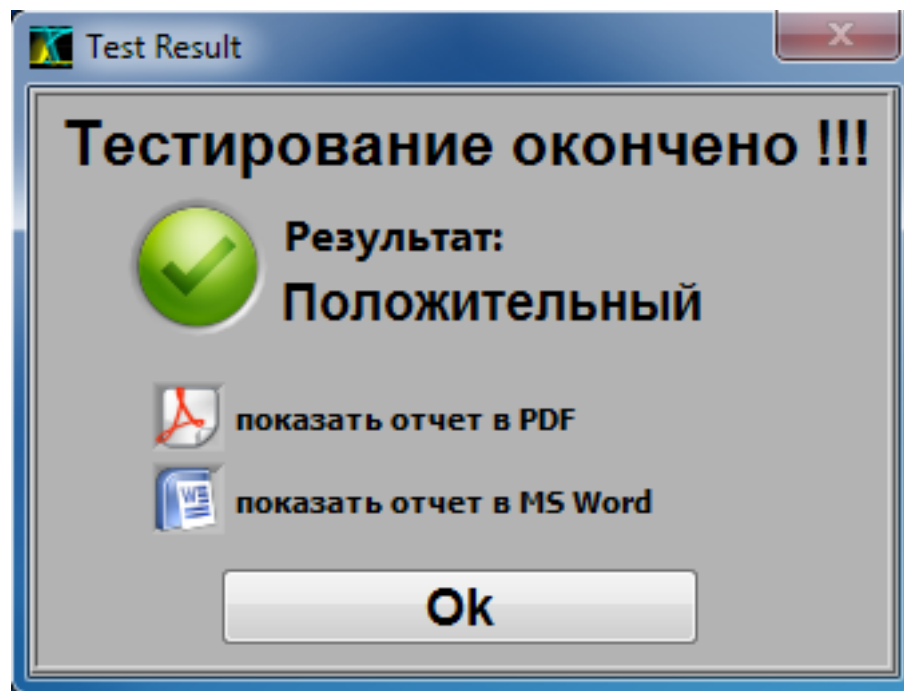 Test Result
Тестирование окончено !!!
Результат:
Положительный
показать отчет в PDF
показать отчет в MS Word
Ok